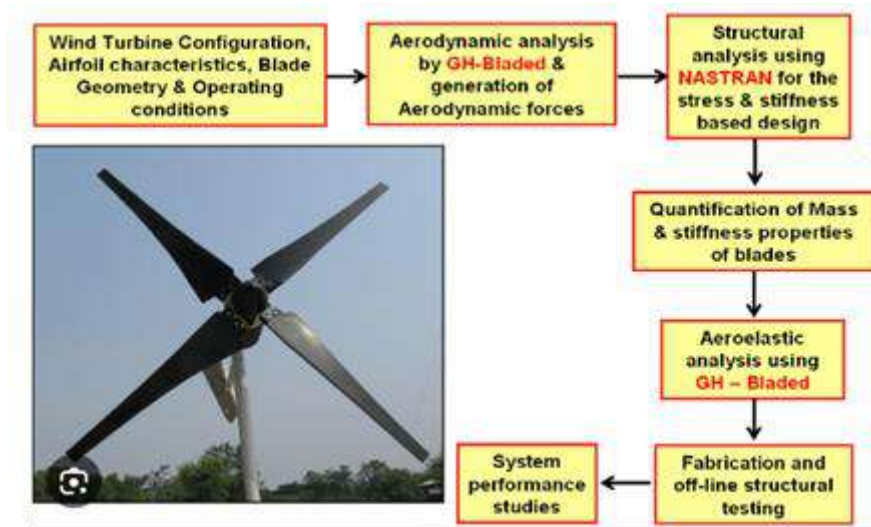 Wind Turbine Configuration,
Airfoil characteristics, Blade
Geometry & Operating
conditions
Aerodynamic analysis
by GH-Bladed &
generation of
Aerodynamic forces
Structural
analysis using
NASTRAN for the
stress & stiffness
based design
Quantification of Mass
& stiffness properties
of blades
Aeroelastic
analysis using
GH – Bladed
Fabrication and
off-line structural
testing
System
performance
studies